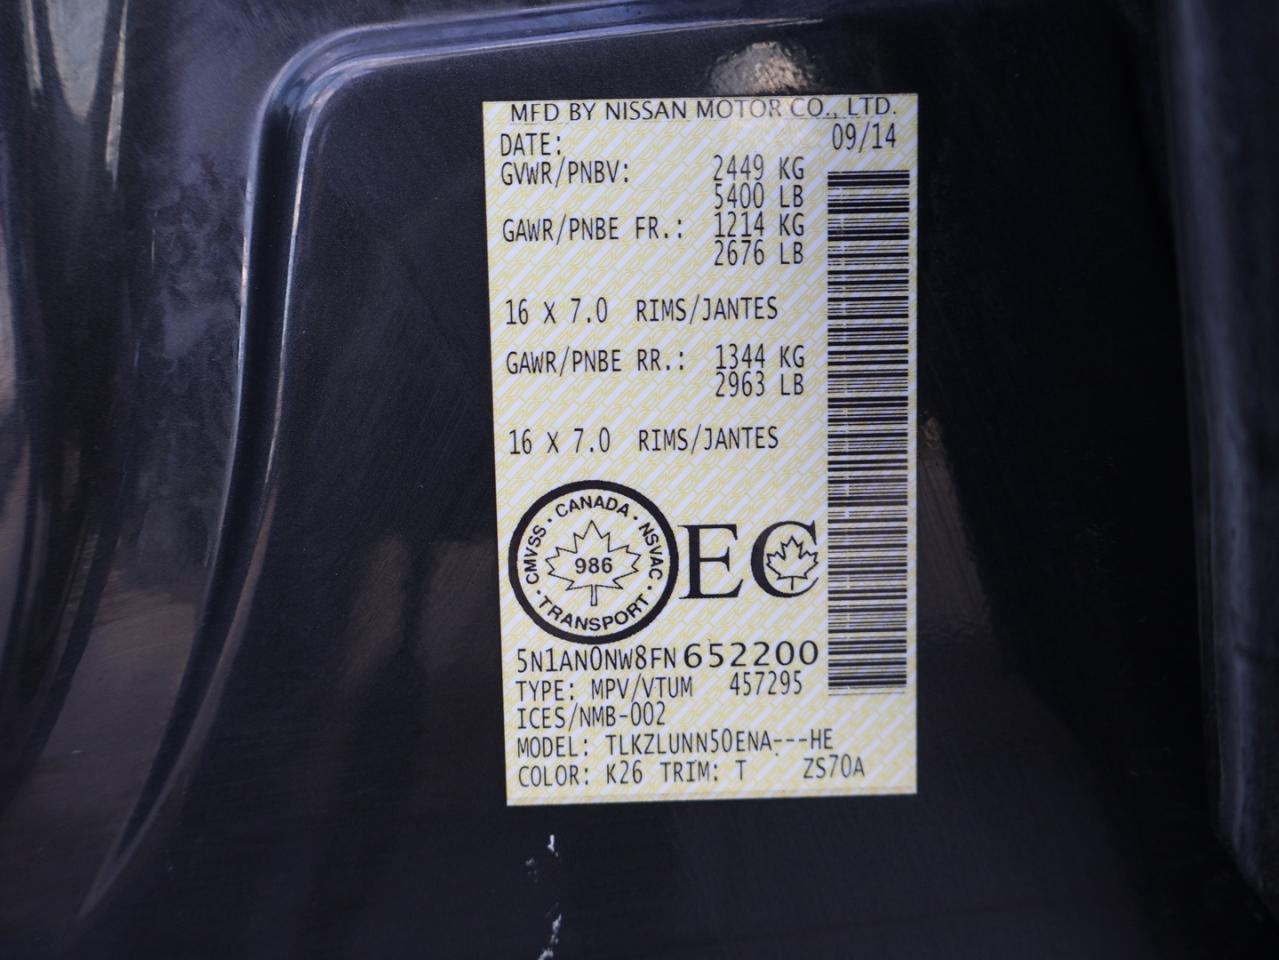 MFD BY NISSAN MOTOR CO., LTD.
DATE: 09/14
GVWR/PNBV: 2449 KG
5400 LB
GAWR/PNBE FR.: 1214 KG
2676 LB
16 X 7.0 RIMS/JANTES
GAWR/PNBE RR.: 1344 KG
2963 LB
16 X 7.0 RIMS/JANTES
CMVSS · CANADA · NSVAC · TRANSPORT ·
986
EC
5N1AN0NW8FN652200
TYPE: MPV/VTUM 457295
ICES/NMB-002
MODEL: TLKZLUNN50ENA---HE
COLOR: K26 TRIM: T ZS70A